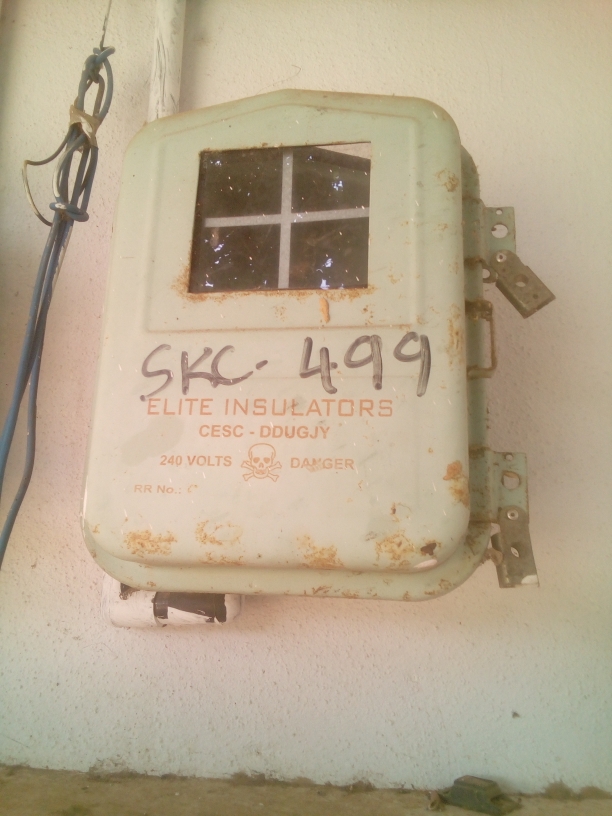 SKC- 499
ELITE INSULATORS
CESC - DDUGJY
240 VOLTS DANGER
RR No.: